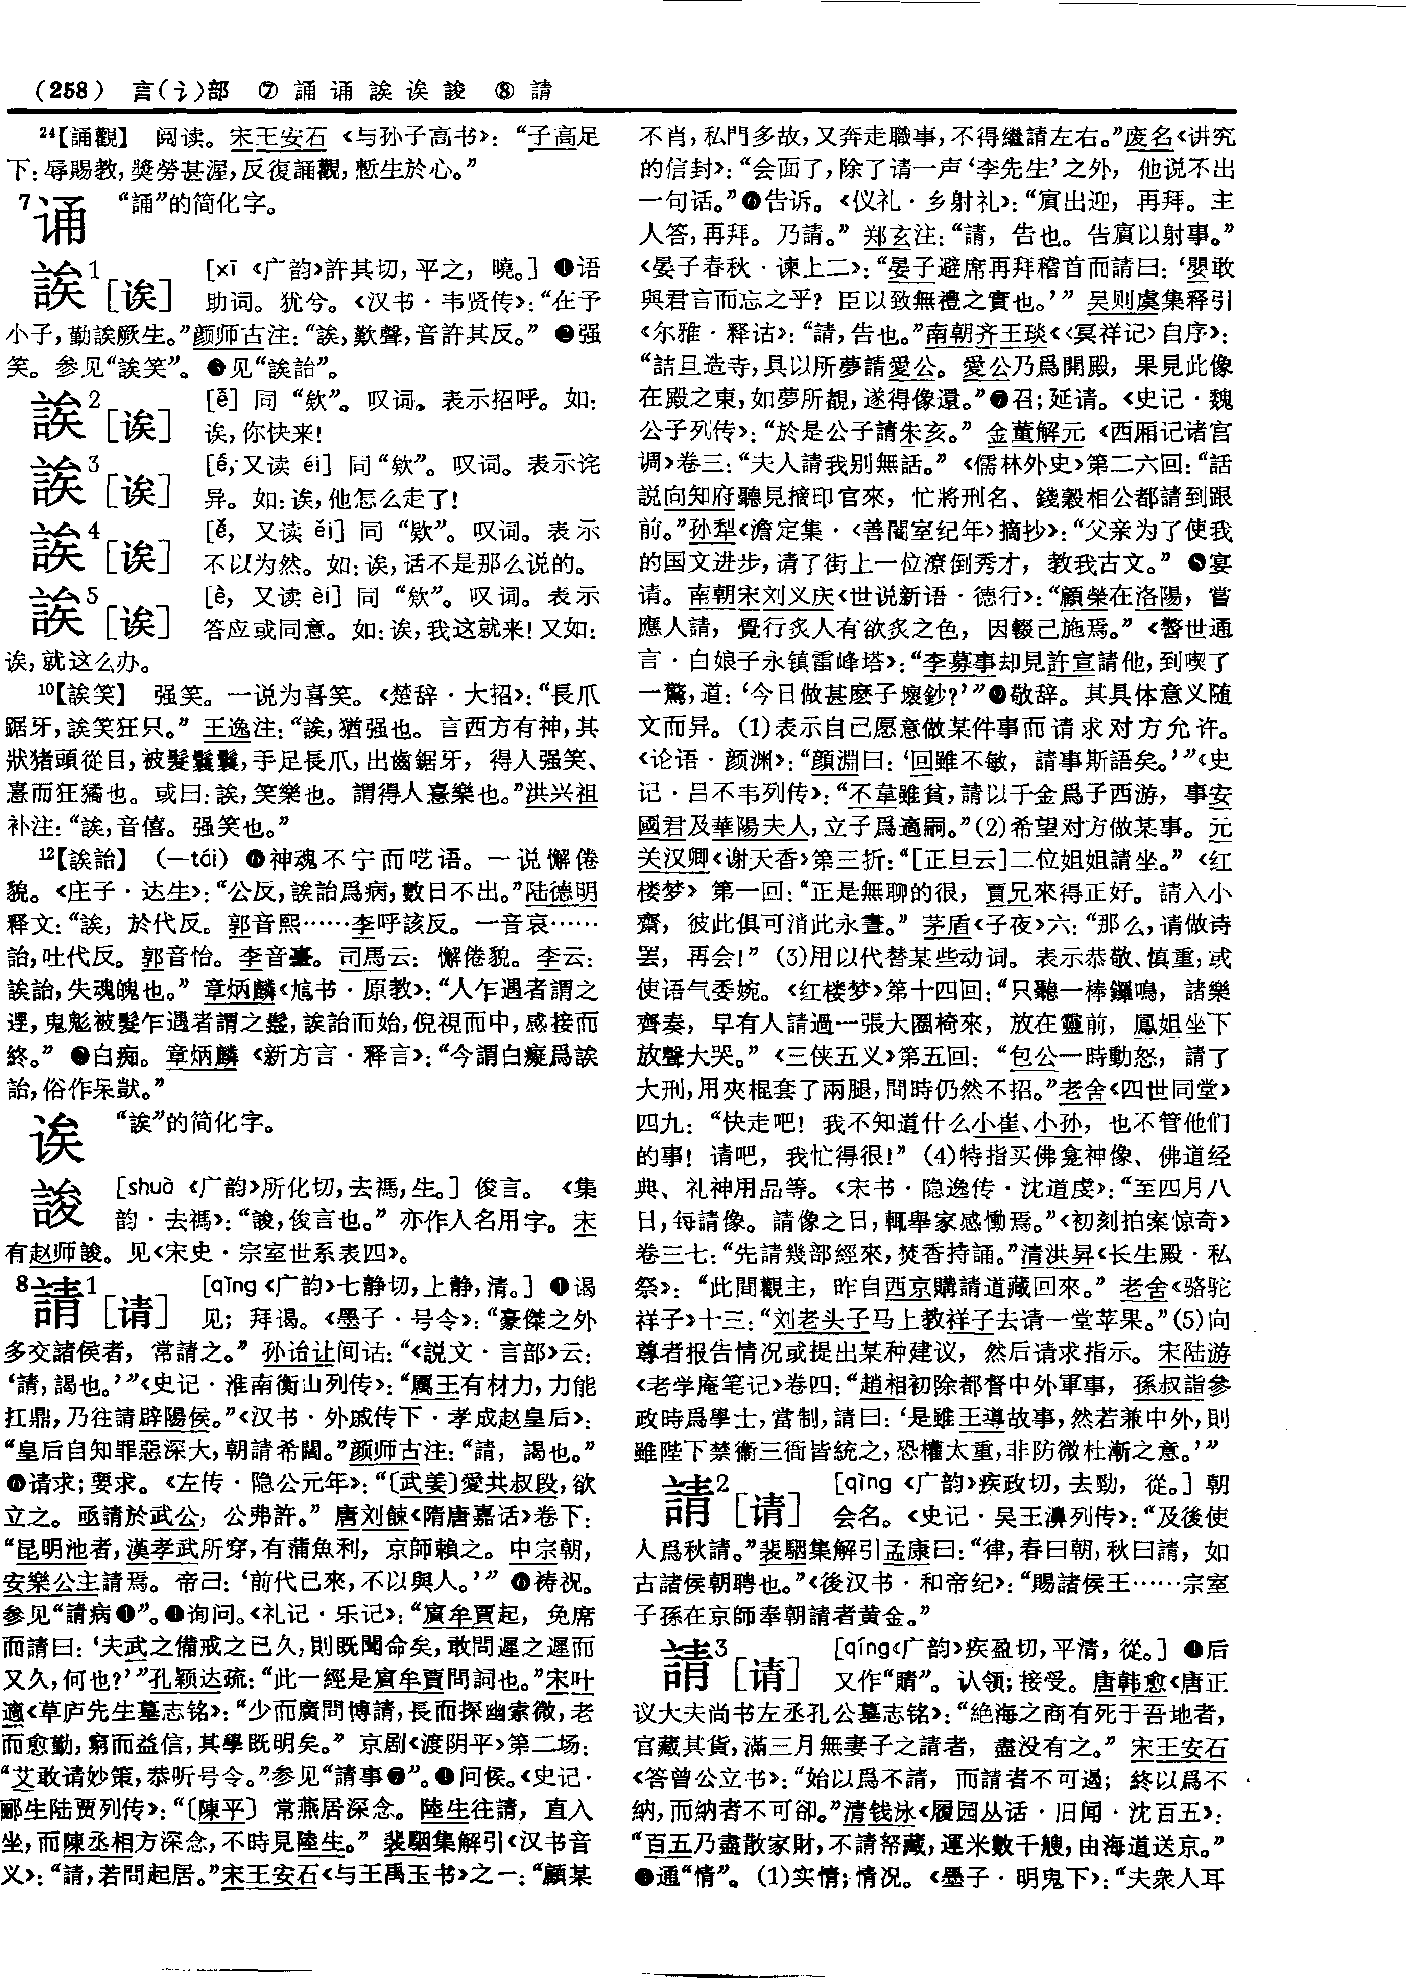 (258) 言(讠)部 ⑦ 誦 诵 誒 诶 誜 ⑧ 請
24【誦觀】 阅读。宋王安石《与孙子高书》：“子高足
下：辱賜教，奬勞甚渥，反復誦觀，慙生於心。”
7诵 “誦”的简化字。
誒1[诶] [xī《广韵》許其切，平之，曉。]❶语
助词。犹兮。《汉书·韦贤传》：“在予
小子，勤誒厥生。”颜师古注：“誒，歎聲，音許其反。” ❷强
笑。参见“誒笑”。❸见“誒詒”。
誒2[诶] [ē̌]同“欸”。叹词。表示招呼。如：
诶，你快来！
誒3[诶] [é，又读 éi]同“欸”。叹词。表示诧
异。如：诶，他怎么走了！
誒4[诶] [ě，又读 ěi]同“欸”。叹词。表示
不以为然。如：诶，话不是那么说的。
誒5[诶] [è，又读 èi]同“欸”。叹词。表示
答应或同意。如：诶，我这就来！又如：
诶，就这么办。
10【誒笑】 强笑。一说为喜笑。《楚辞·大招》：“長爪
踞牙，誒笑狂只。”王逸注：“誒，猶强也。言西方有神，其
狀猪頭從目，被髮鬤鬤，手足長爪，出齒鋸牙，得人强笑、
憙而狂獝也。或曰：誒，笑樂也。謂得人憙樂也。”洪兴祖
补注：“誒，音僖。强笑也。”
12【誒詒】 (—tái) ❶神魂不宁而呓语。一说懈倦
貌。《庄子·达生》：“公反，誒詒爲病，數日不出。”陆德明
释文：“誒，於代反。郭音熙……李呼該反。一音哀……
詒，吐代反。郭音怡。李音臺。司馬云：懈倦貌。李云：
誒詒，失魂魄也。”章炳麟《訄书·原教》：“人乍遇者謂之
遻，鬼彪被髮乍遇者謂之鬽，誒詒而始，倪視而中，感接而
終。” ❷白痴。章炳麟《新方言·释言》：“今謂白癡爲誒
詒，俗作呆獃。”
诶 “誒”的简化字。
誜 [shuà《广韵》所化切，去禡，生。]俊言。《集
韵·去禡》：“誜，俊言也。”亦作人名用字。宋
有赵师誜。见《宋史·宗室世系表四》。
8請1[请] [qǐng《广韵》七静切，上静，清。]❶谒
见；拜谒。《墨子·号令》：“豪傑之外
多交諸侯者，常請之。”孙诒让间诂：“《説文·言部》云：
‘請，謁也。’”《史记·淮南衡山列传》：“厲王有材力，力能
扛鼎，乃往請辟陽侯。”《汉书·外戚传下·孝成赵皇后》：
“皇后自知罪惡深大，朝請希闊。”颜师古注：“請，謁也。”
❷请求；要求。《左传·隐公元年》：“〔武姜〕愛共叔段，欲
立之。亟請於武公，公弗許。”唐刘餗《隋唐嘉话》卷下：
“昆明池者，漢孝武所穿，有蒲魚利，京師賴之。中宗朝，
安樂公主請焉。帝曰：‘前代已來，不以與人。’” ❸祷祝。
参见“請病❶”。❹询问。《礼记·乐记》：“賓牟賈起，免席
而請曰：‘夫武之備戒之已久，則既聞命矣，敢問遲之遲而
又久，何也？’”孔颖达疏：“此一經是賓牟賈問詞也。”宋叶
適《草庐先生墓志铭》：“少而廣問博請，長而探幽索微，老
而愈勤，窮而益信，其學既明矣。”京剧《渡阴平》第二场：
“艾敢请妙策，恭听号令。”参见“請事❼”。❺问侯。《史记·
酈生陆贾列传》：“〔陳平〕常燕居深念。陸生往請，直入
坐，而陳丞相方深念，不時見陸生。”裴駰集解引《汉书音
义》：“請，若問起居。”宋王安石《与王禹玉书》之一：“顧某
不肖，私門多故，又奔走職事，不得繼請左右。”废名《讲究
的信封》：“会面了，除了请一声‘李先生’之外，他说不出
一句话。”❻告诉。《仪礼·乡射礼》：“賓出迎，再拜。主
人答，再拜。乃請。”郑玄注：“請，告也。告賓以射事。”
《晏子春秋·谏上二》：“晏子避席再拜稽首而請曰：‘嬰敢
與君言而忘之乎？臣以致無禮之實也。’”吴则虞集释引
《尔雅·释诂》：“請，告也。”南朝齐王琰《〈冥祥记〉自序》：
“詰旦造寺，具以所夢請愛公。愛公乃爲開殿，果見此像
在殿之東，如夢所覩，遂得像還。”❼召；延请。《史记·魏
公子列传》：“於是公子請朱亥。”金董解元《西厢记诸宫
调》卷三：“夫人請我别無話。”《儒林外史》第二六回：“話
説向知府聽見摘印官來，忙將刑名、錢穀相公都請到跟
前。”孙犁《澹定集·〈善闇室纪年〉摘抄》：“父亲为了使我
的国文进步，请了街上一位潦倒秀才，教我古文。” ❽宴
请。南朝宋刘义庆《世说新语·德行》：“顧榮在洛陽，嘗
應人請，覺行炙人有欲炙之色，因輟己施焉。”《警世通
言·白娘子永镇雷峰塔》：“李募事却見許宣請他，到喫了
一驚，道：‘今日做甚麽子壞鈔？’”❾敬辞。其具体意义随
文而异。(1)表示自己愿意做某件事而请求对方允许。
《论语·颜渊》：“顔淵曰：‘回雖不敏，請事斯語矣。’”《史
记·吕不韦列传》：“不韋雖貧，請以千金爲子西游，事安
國君及華陽夫人，立子爲適嗣。”(2)希望对方做某事。元
关汉卿《谢天香》第三折：“[正旦云]二位姐姐請坐。”《红
楼梦》第一回：“正是無聊的很，賈兄來得正好。請入小
齋，彼此俱可消此永晝。”茅盾《子夜》六：“那么，请做诗
罢，再会！” (3)用以代替某些动词。表示恭敬、慎重，或
使语气委婉。《红楼梦》第十四回：“只聽一棒鑼鳴，諸樂
齊奏，早有人請過一張大圈椅來，放在靈前，鳳姐坐下
放聲大哭。”《三侠五义》第五回：“包公一時動怒，請了
大刑，用夾棍套了兩腿，問時仍然不招。”老舍《四世同堂》
四九：“快走吧！我不知道什么小崔、小孙，也不管他们
的事！请吧，我忙得很！” (4)特指买佛龛神像、佛道经
典、礼神用品等。《宋书·隐逸传·沈道虔》：“至四月八
日，每請像。請像之日，輒舉家感慟焉。”《初刻拍案惊奇》
卷三七：“先請幾部經來，焚香持誦。”清洪昇《长生殿·私
祭》：“此間觀主，昨自西京購請道藏回來。”老舍《骆驼
祥子》十三：“刘老头子马上教祥子去请一堂苹果。”(5)向
尊者报告情况或提出某种建议，然后请求指示。宋陆游
《老学庵笔记》卷四：“趙相初除都督中外軍事，孫叔詣參
政時爲學士，當制，請曰：‘是雖王導故事，然若兼中外，則
雖陛下禁衛三衙皆統之，恐權太重，非防微杜漸之意。’”
請2[请] [qìng《广韵》疾政切，去勁，從。]朝
会名。《史记·吴王濞列传》：“及後使
人爲秋請。”裴駰集解引孟康曰：“律，春曰朝，秋曰請，如
古諸侯朝聘也。”《後汉书·和帝纪》：“賜諸侯王……宗室
子孫在京師奉朝請者黄金。”
請3[请] [qíng《广韵》疾盈切，平清，從。]❶后
又作“賵”。认领；接受。唐韩愈《唐正
议大夫尚书左丞孔公墓志铭》：“絶海之商有死于吾地者，
官藏其貨，滿三月無妻子之請者，盡没有之。”宋王安石
《答曾公立书》：“始以爲不請，而請者不可遏；終以爲不
納，而納者不可卻。”清钱泳《履园丛话·旧闻·沈百五》：
“百五乃盡散家財，不請帑藏，運米數千艘，由海道送京。”
❷通“情”。(1)实情；情况。《墨子·明鬼下》：“夫衆人耳